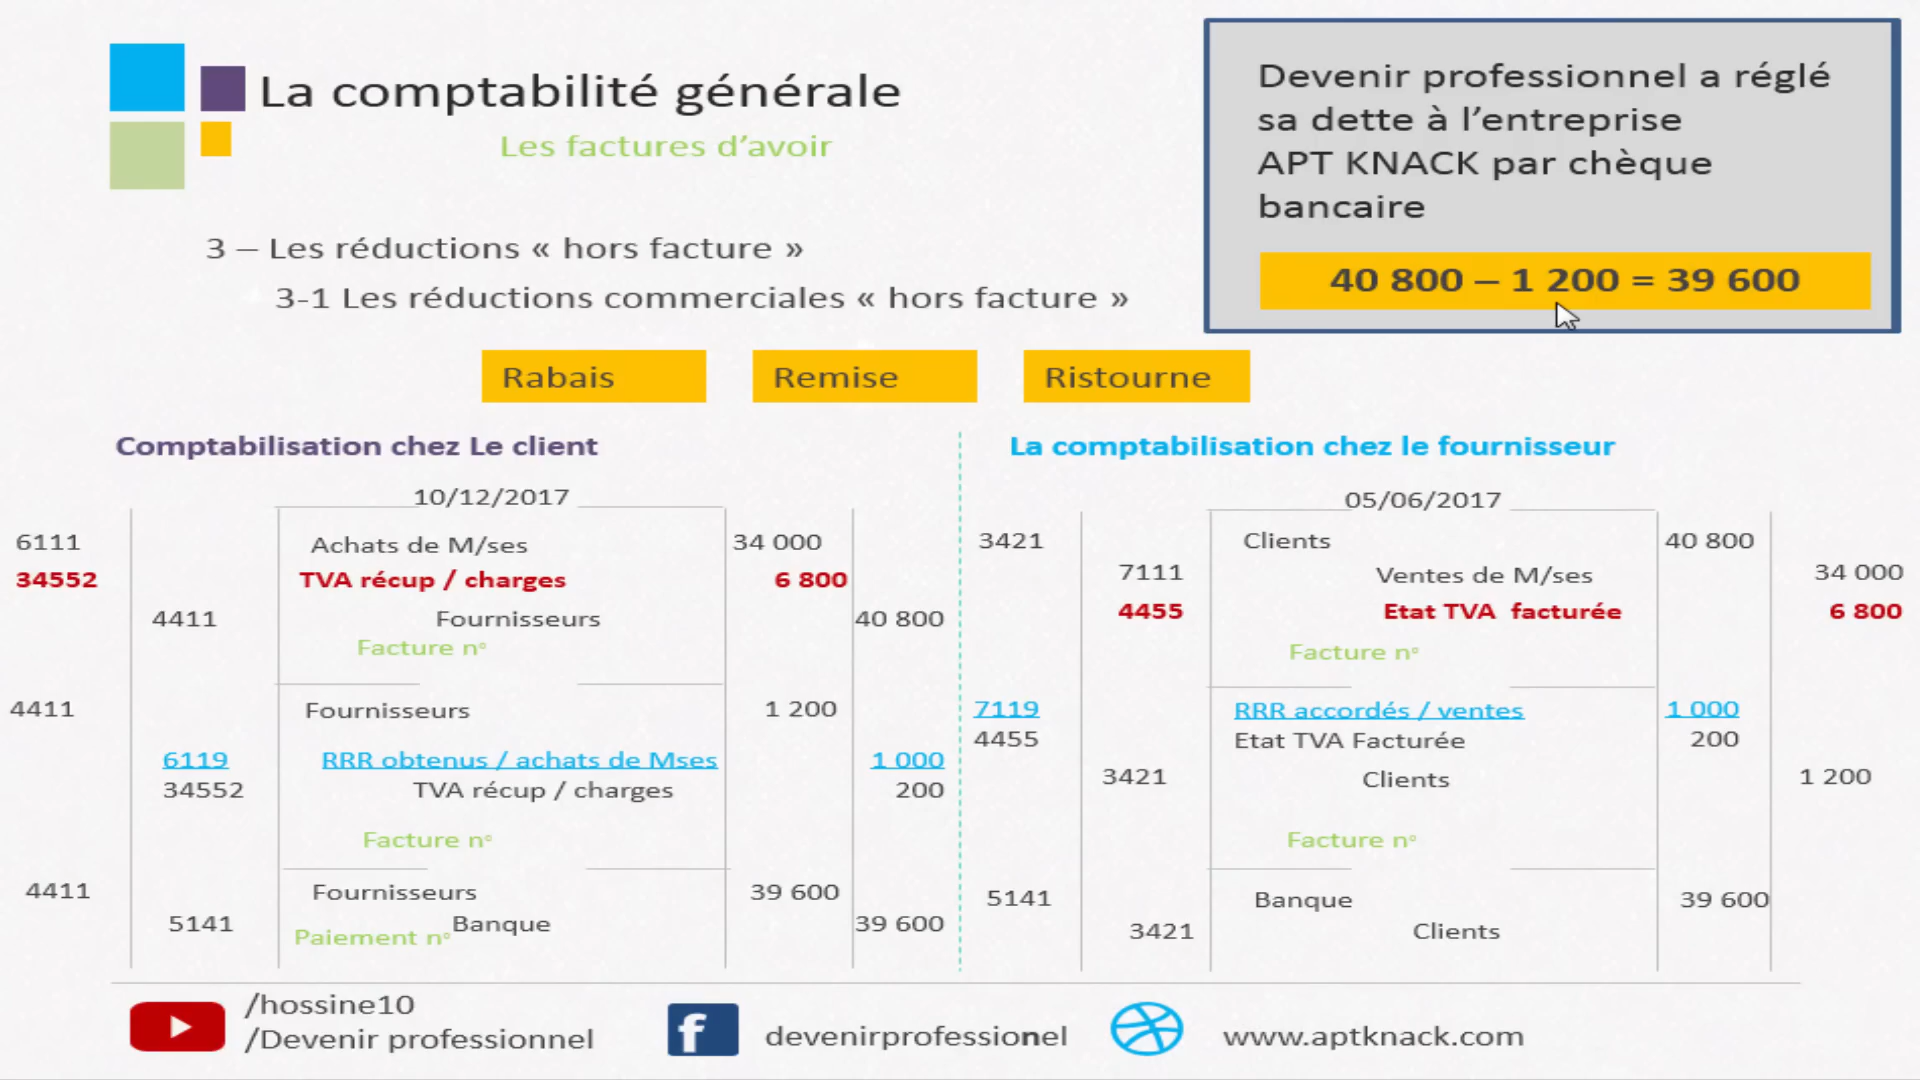 La comptabilité générale
Les factures d’avoir
Devenir professionnel a réglé
sa dette à l’entreprise
APT KNACK par chèque
bancaire
40 800 – 1 200 = 39 600
3 – Les réductions « hors facture »
3-1 Les réductions commerciales « hors facture »
Rabais Remise Ristourne
Comptabilisation chez Le client
10/12/2017
6111 Achats de M/ses 34 000
34552 TVA récup / charges 6 800
4411 Fournisseurs 40 800
Facture n°
4411 Fournisseurs 1 200
6119 RRR obtenus / achats de Mses 1 000
34552 TVA récup / charges 200
Facture n°
4411 Fournisseurs 39 600
5141 Banque 39 600
Paiement n°
La comptabilisation chez le fournisseur
05/06/2017
3421 Clients 40 800
7111 Ventes de M/ses 34 000
4455 Etat TVA facturée 6 800
Facture n°
7119 RRR accordés / ventes 1 000
4455 Etat TVA Facturée 200
3421 Clients 1 200
Facture n°
5141 Banque 39 600
3421 Clients
/hossine10
/Devenir professionnel
f devenirprofessionel
www.aptknack.com